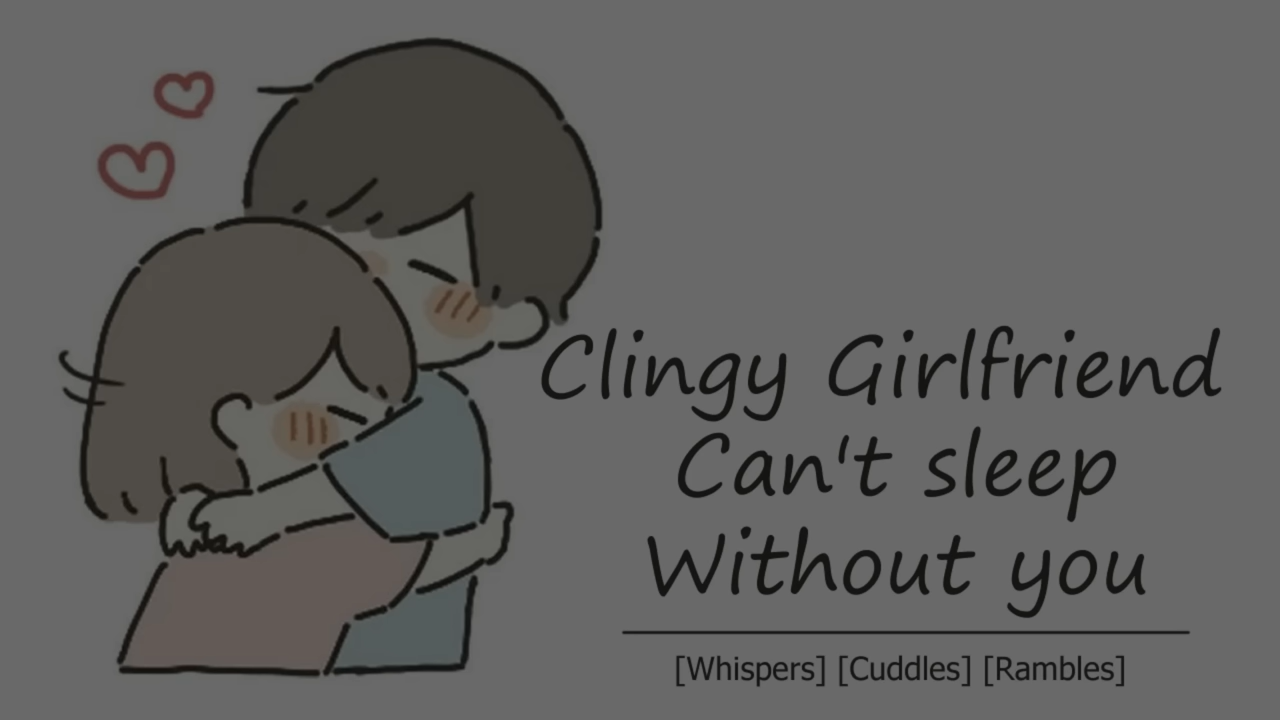 Clingy Girlfriend
Can't sleep
Without you
[Whispers] [Cuddles] [Rambles]